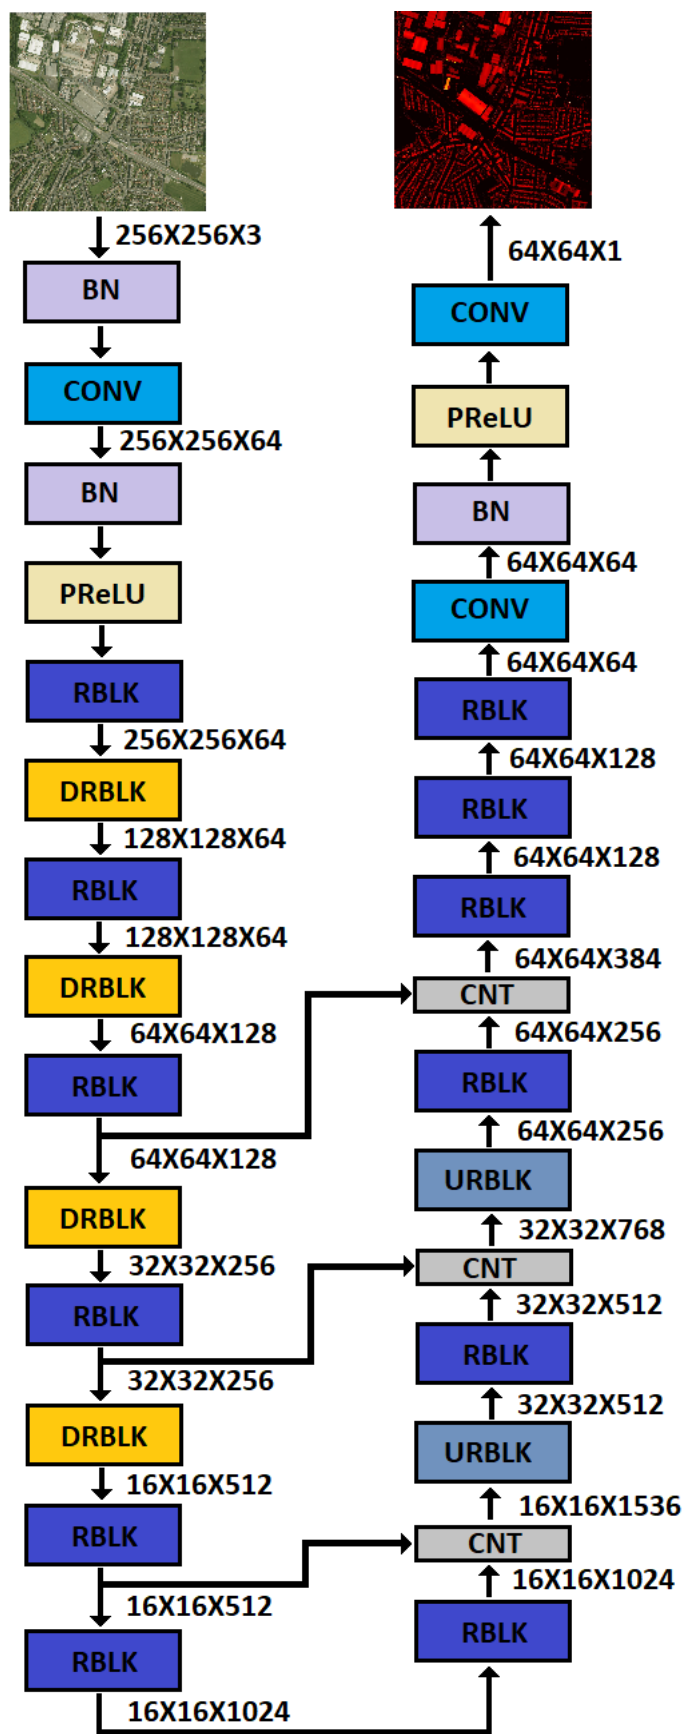 256X256X3
BN
CONV
256X256X64
BN
PReLU
RBLK
256X256X64
DRBLK
128X128X64
RBLK
128X128X64
DRBLK
64X64X128
RBLK
64X64X128
DRBLK
32X32X256
RBLK
32X32X256
DRBLK
16X16X512
RBLK
16X16X512
RBLK
16X16X1024
64X64X1
CONV
PReLU
BN
64X64X64
CONV
64X64X64
RBLK
64X64X128
RBLK
64X64X128
RBLK
64X64X384
CNT
64X64X256
RBLK
64X64X256
URBLK
32X32X768
CNT
32X32X512
RBLK
32X32X512
URBLK
16X16X1536
CNT
16X16X1024
RBLK